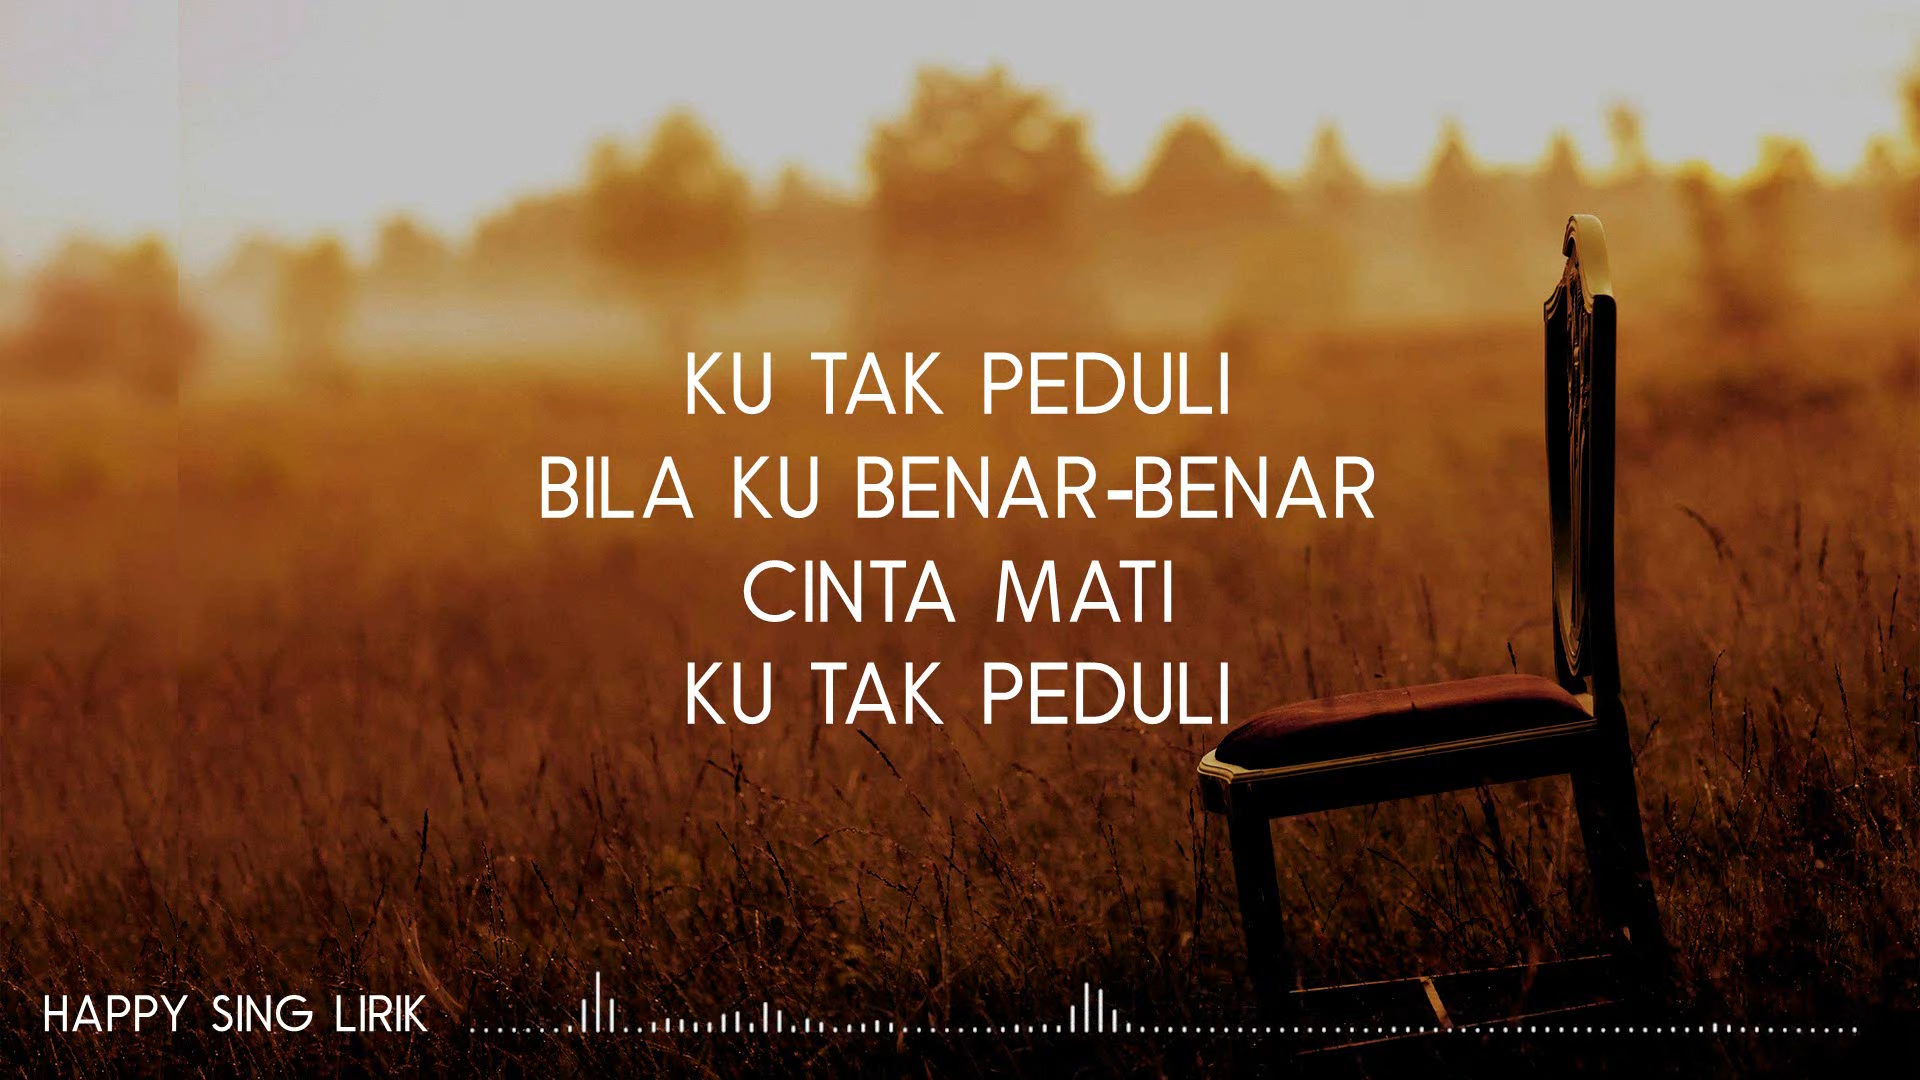 KU TAK PEDULI
BILA KU BENAR-BENAR
CINTA MATI
KU TAK PEDULI
HAPPY SING LIRIK